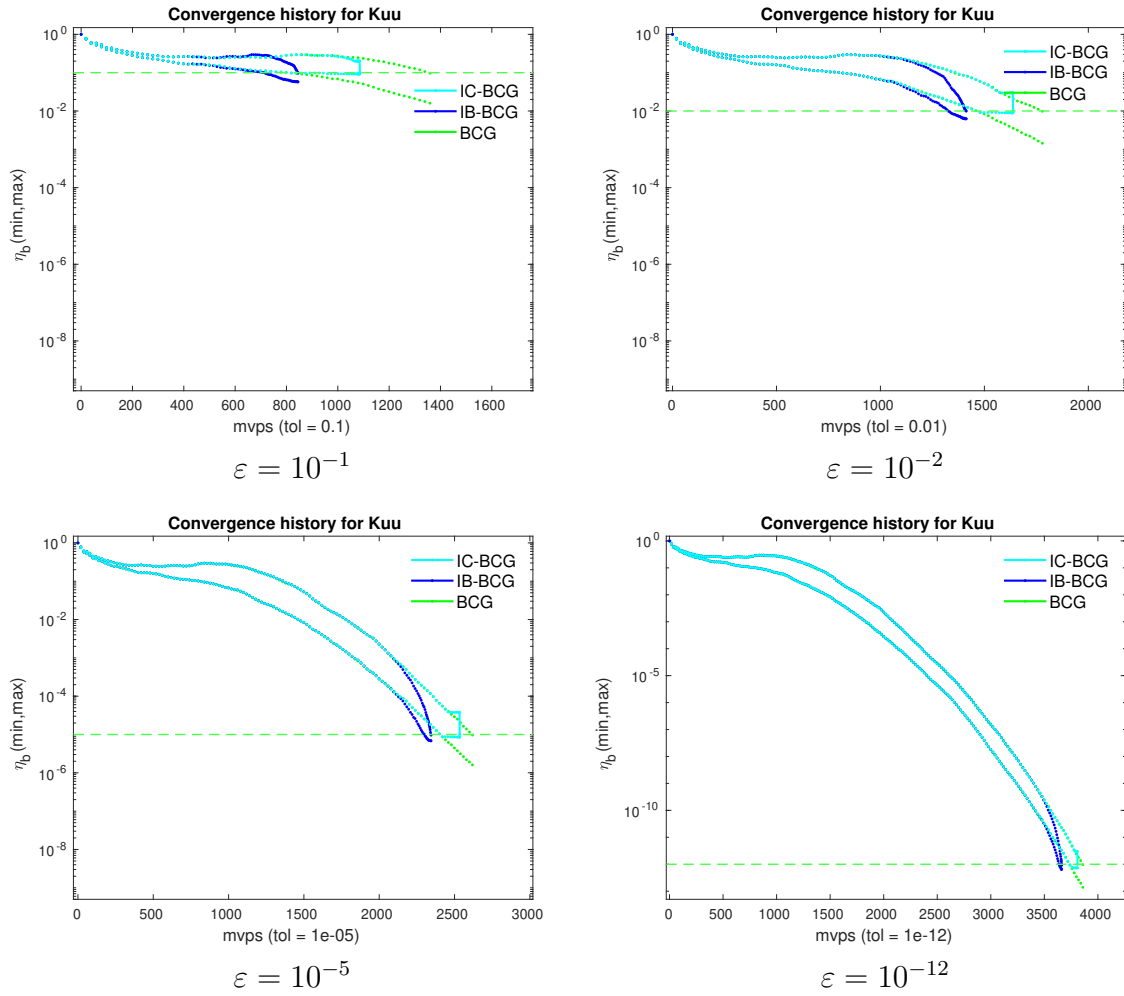 Convergence history for Kuu
10^0
10^-2
10^-4
10^-6
10^-8
η_b(min,max)
IC-BCG
IB-BCG
BCG
0 200 400 600 800 1000 1200 1400 1600
mvps (tol = 0.1)
ε = 10^-1
Convergence history for Kuu
10^0
10^-2
10^-4
10^-6
10^-8
η_b(min,max)
IC-BCG
IB-BCG
BCG
0 500 1000 1500 2000
mvps (tol = 0.01)
ε = 10^-2
Convergence history for Kuu
10^0
10^-2
10^-4
10^-6
10^-8
η_b(min,max)
IC-BCG
IB-BCG
BCG
0 500 1000 1500 2000 2500 3000
mvps (tol = 1e-05)
ε = 10^-5
Convergence history for Kuu
10^0
10^-5
10^-10
η_b(min,max)
IC-BCG
IB-BCG
BCG
0 500 1000 1500 2000 2500 3000 3500 4000
mvps (tol = 1e-12)
ε = 10^-12